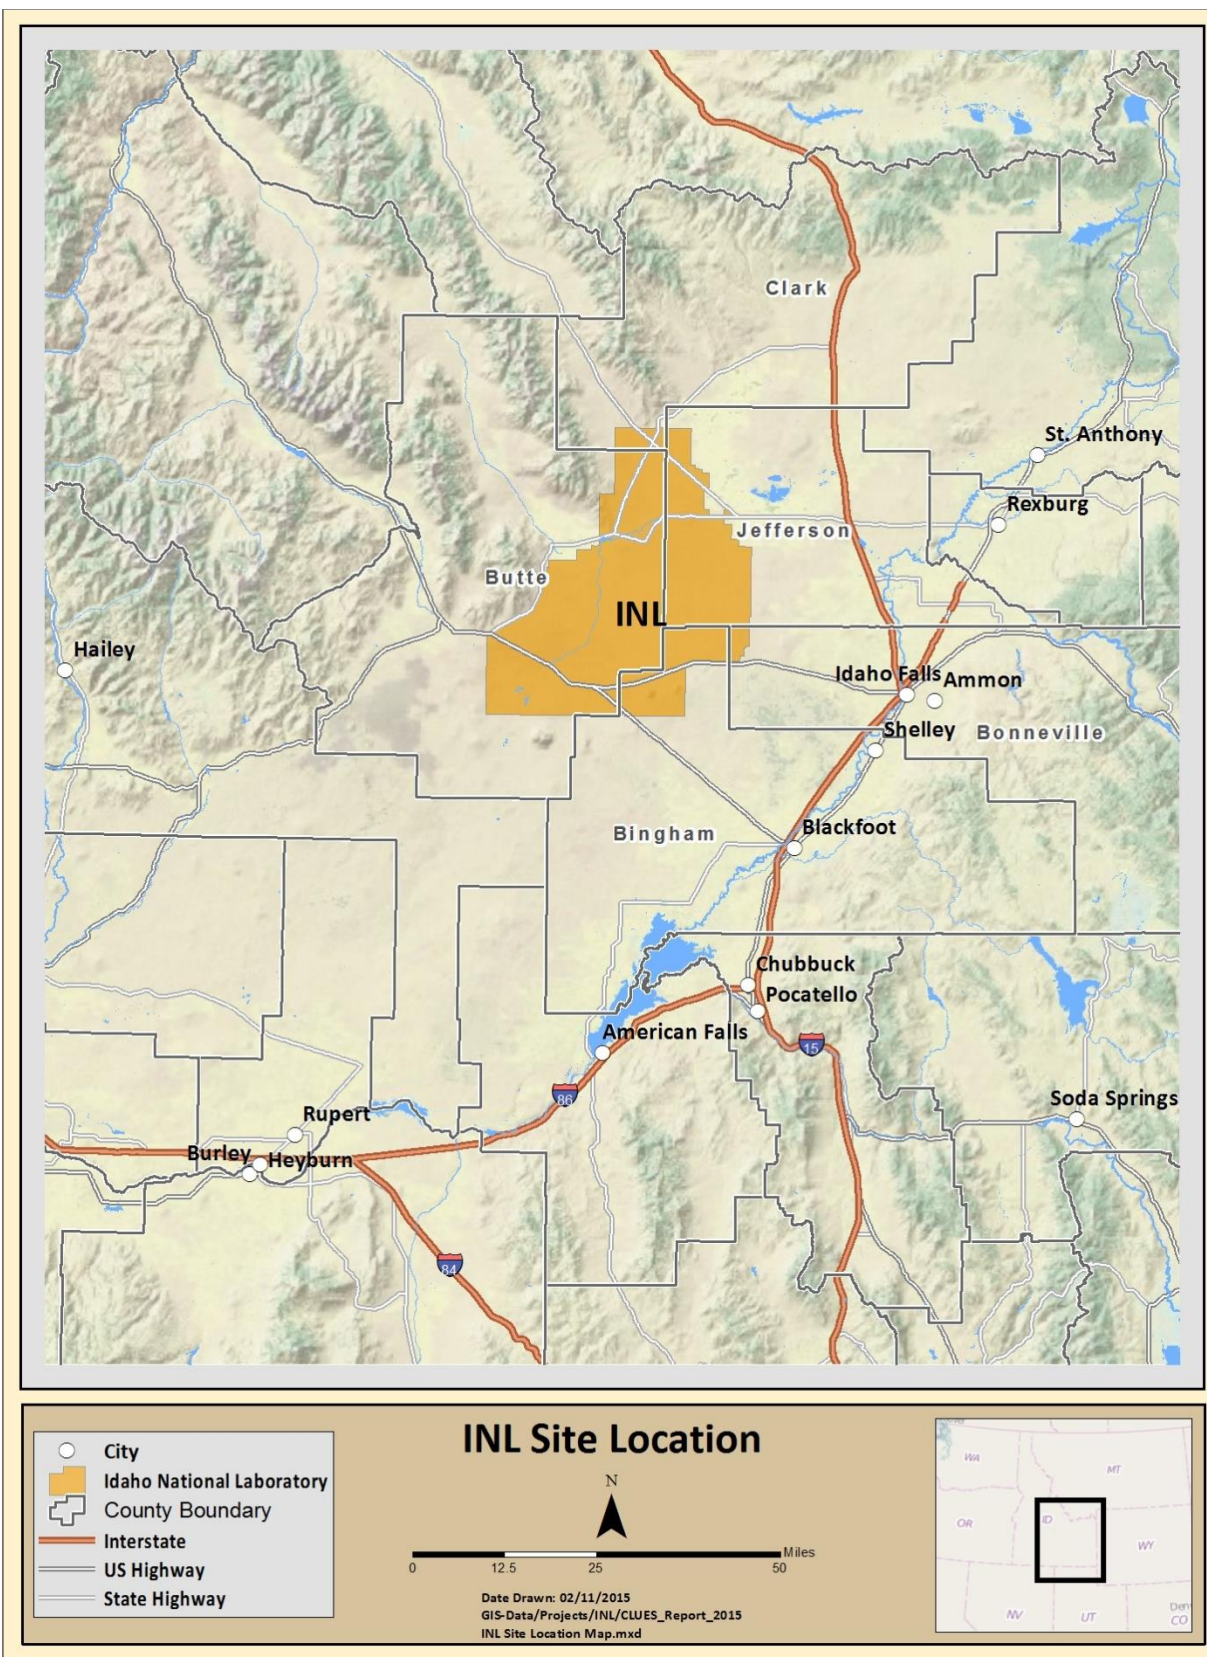 Clark
St. Anthony
Rexburg
Jefferson
Butte
INL
Hailey
Idaho Falls
Ammon
Shelley
Bonneville
Blackfoot
Bingham
Chubbuck
Pocatello
American Falls
15
86
Soda Springs
Rupert
Burley
Heyburn
84
INL Site Location
City
Idaho National Laboratory
County Boundary
Interstate
US Highway
State Highway
N
Miles
0 12.5 25 50
Date Drawn: 02/11/2015
GIS-Data/Projects/INL/CLUES_Report_2015
INL Site Location Map.mxd
WA
MT
OR
ID
WY
NV
UT
Den
CO